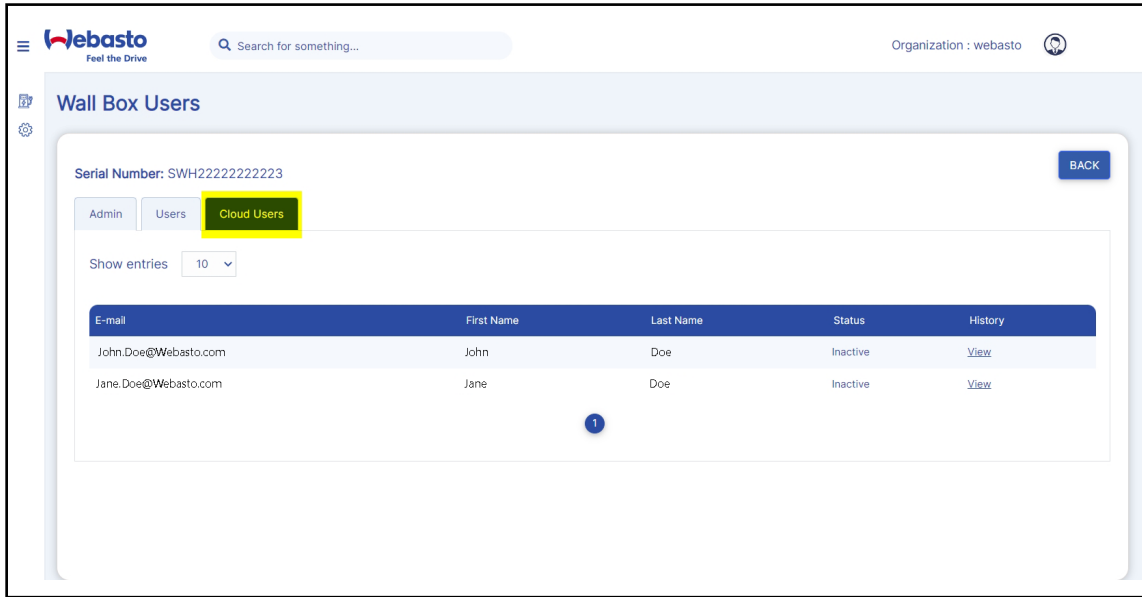 Webasto
Feel the Drive
Search for something...
Organization : webasto
Wall Box Users
Serial Number: SWH22222222223
BACK
Admin Users Cloud Users
Show entries 10
E-mail First Name Last Name Status History
John.Doe@Webasto.com John Doe Inactive View
Jane.Doe@Webasto.com Jane Doe Inactive View
1